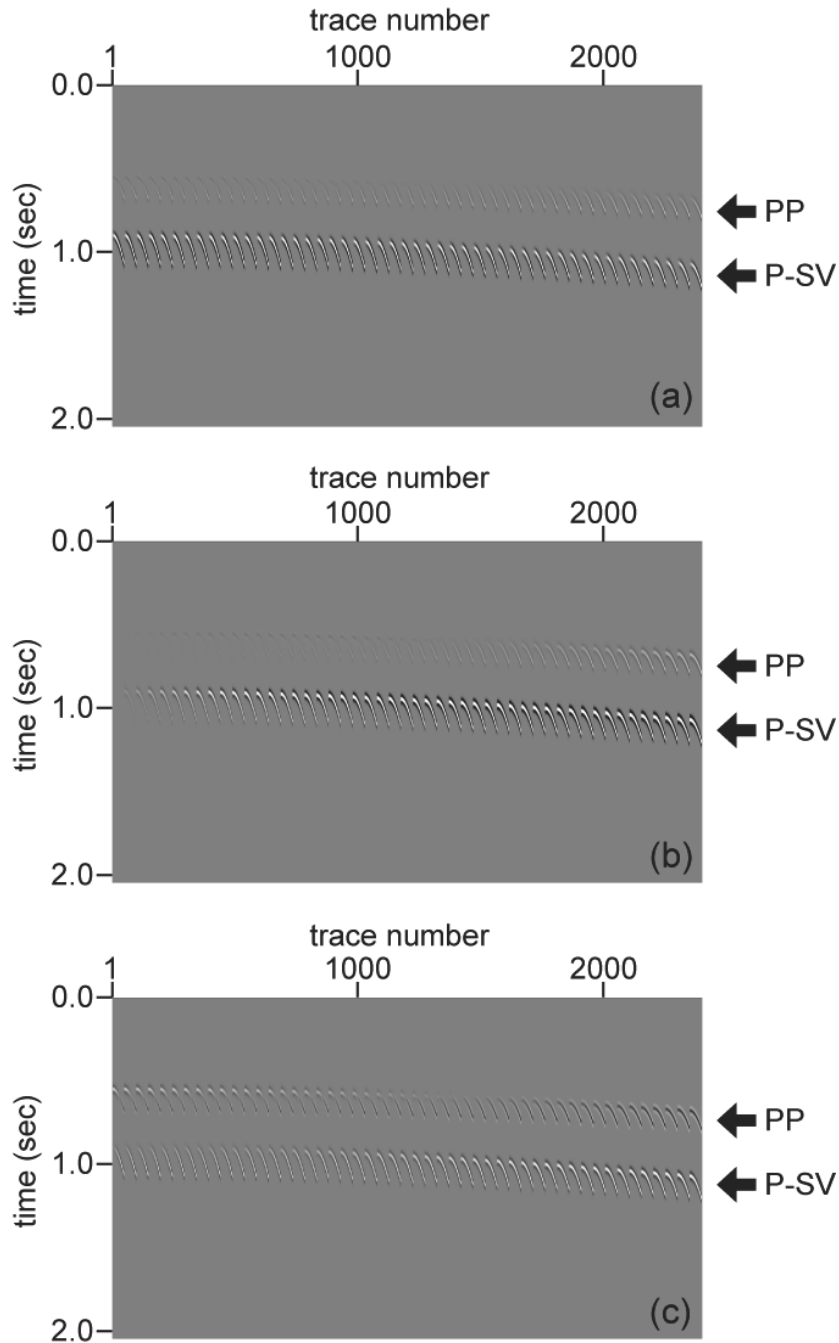 trace number
1 1000 2000
0.0
PP
time (sec)
1.0
P-SV
2.0
(a)
trace number
1 1000 2000
0.0
PP
time (sec)
1.0
P-SV
2.0
(b)
trace number
1 1000 2000
0.0
PP
time (sec)
1.0
P-SV
2.0
(c)